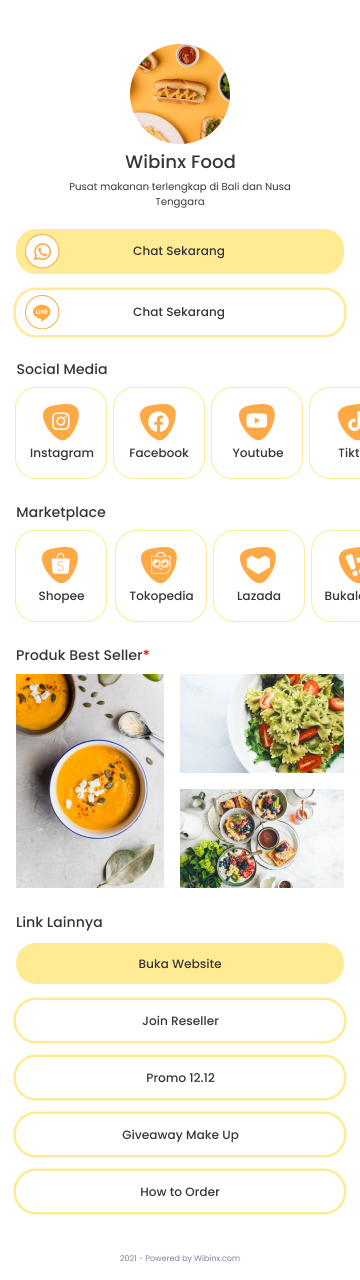 Wibinx Food
Pusat makanan terlengkap di Bali dan Nusa
Tenggara
Chat Sekarang
LINE
Chat Sekarang
Social Media
Instagram
Facebook
Youtube
Tikt
Marketplace
Shopee
Tokopedia
Lazada
Bukala
Produk Best Seller*
Link Lainnya
Buka Website
Join Reseller
Promo 12.12
Giveaway Make Up
How to Order
2021 - Powered by Wibinx.com